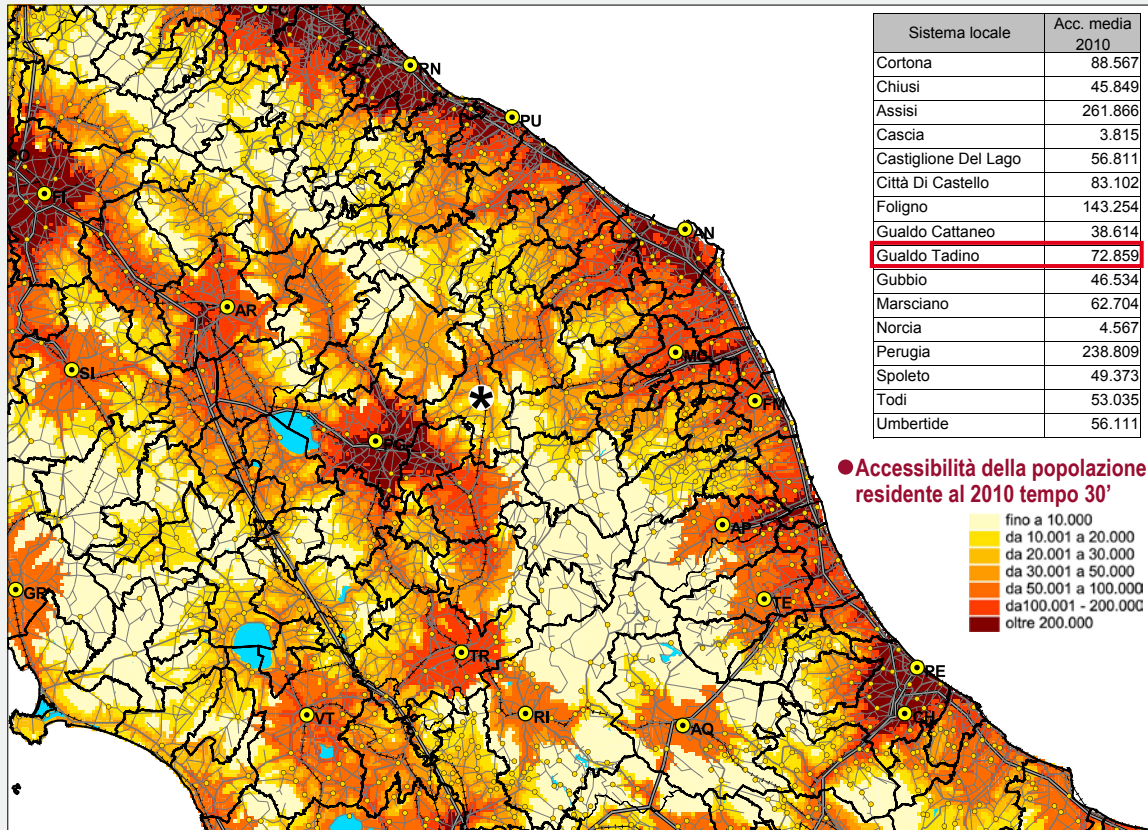 Sistema locale Acc. media 2010
Cortona 88.567
Chiusi 45.849
Assisi 261.866
Cascia 3.815
Castiglione Del Lago 56.811
Città Di Castello 83.102
Foligno 143.254
Gualdo Cattaneo 38.614
Gualdo Tadino 72.859
Gubbio 46.534
Marsciano 62.704
Norcia 4.567
Perugia 238.809
Spoleto 49.373
Todi 53.035
Umbertide 56.111
●Accessibilità della popolazione
residente al 2010 tempo 30'
fino a 10.000
da 10.001 a 20.000
da 20.001 a 30.000
da 30.001 a 50.000
da 50.001 a 100.000
da100.001 - 200.000
oltre 200.000
RN
PU
FI
AN
AR
MC
SI
*
FM
PG
AP
GR
TE
TR
PE
VT
RI
CH
AQ